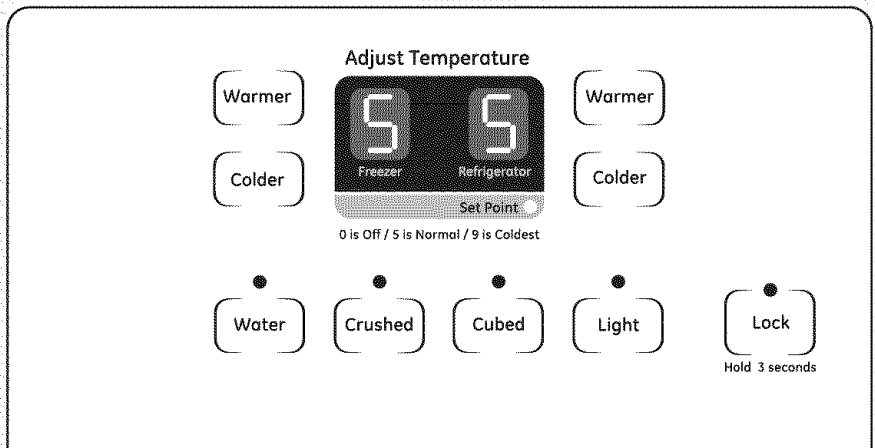 Adjust Temperature
Warmer
5 5
Warmer
Freezer Refrigerator
Colder
Colder
Set Point
0 is Off / 5 is Normal / 9 is Coldest
Water
Crushed
Cubed
Light
Lock
Hold 3 seconds